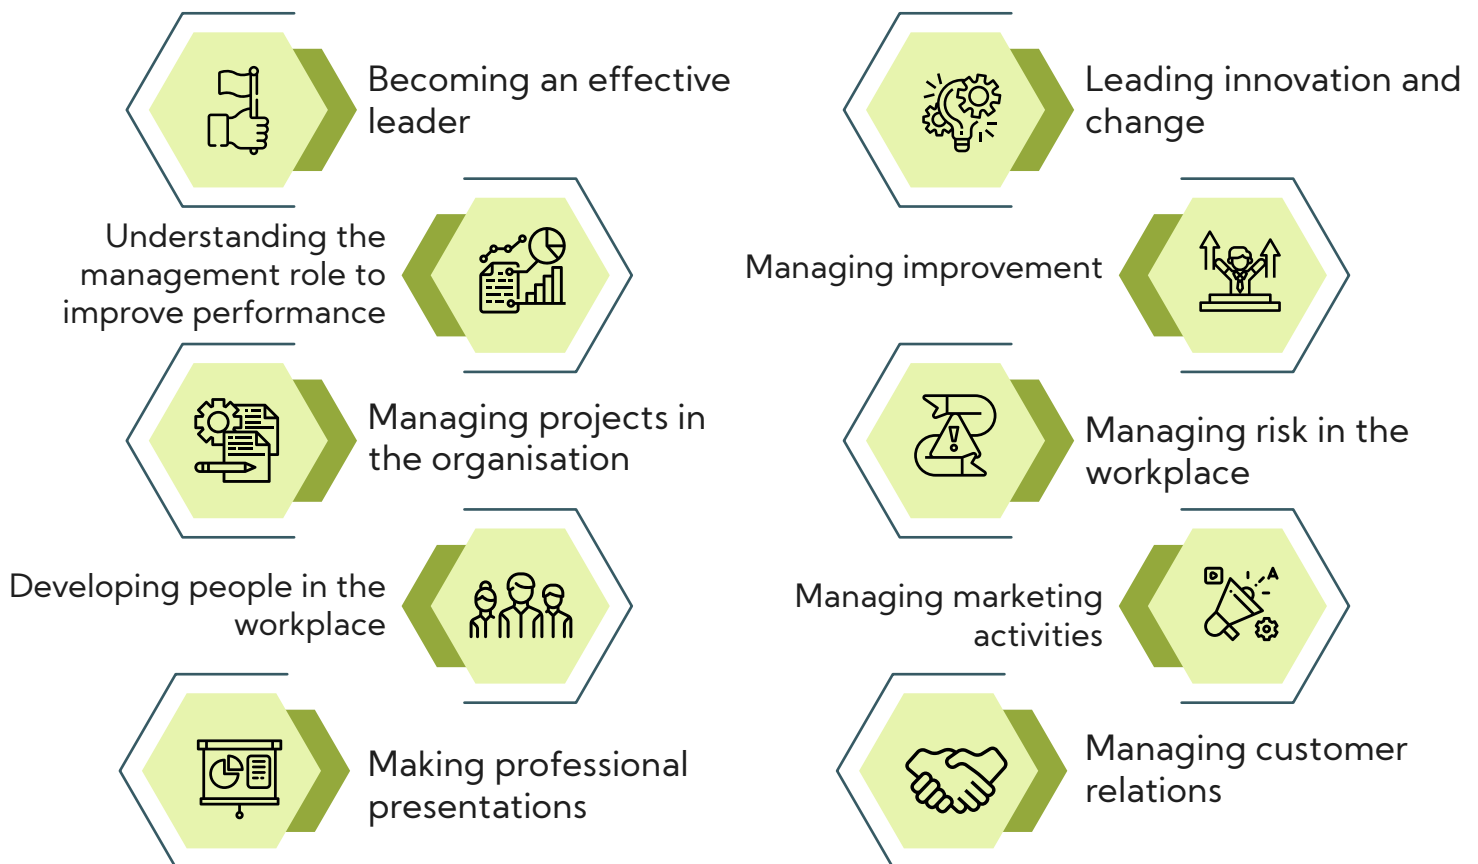 Becoming an effective
leader
Understanding the
management role to
improve performance
Managing projects in
the organisation
Developing people in the
workplace
Making professional
presentations
Leading innovation and
change
Managing improvement
Managing risk in the
workplace
Managing marketing
activities
A
Managing customer
relations